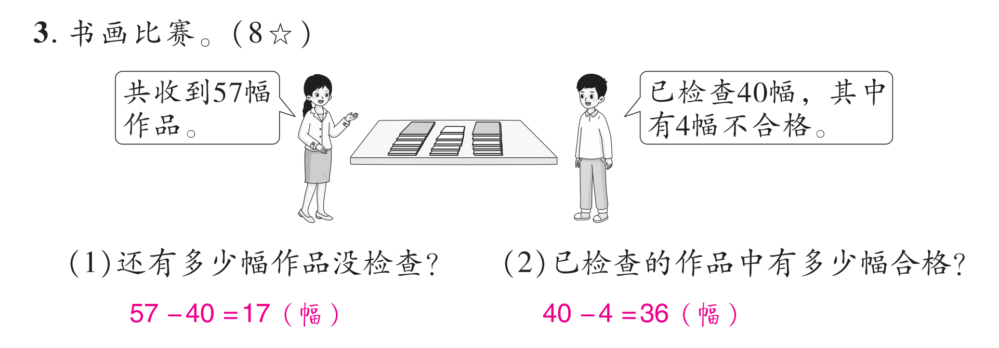 3. 书画比赛。(8☆)
共收到57幅
作品。
已检查40幅，其中
有4幅不合格。
(1)还有多少幅作品没检查?
(2)已检查的作品中有多少幅合格?
57－40＝17（幅）
40－4＝36（幅）